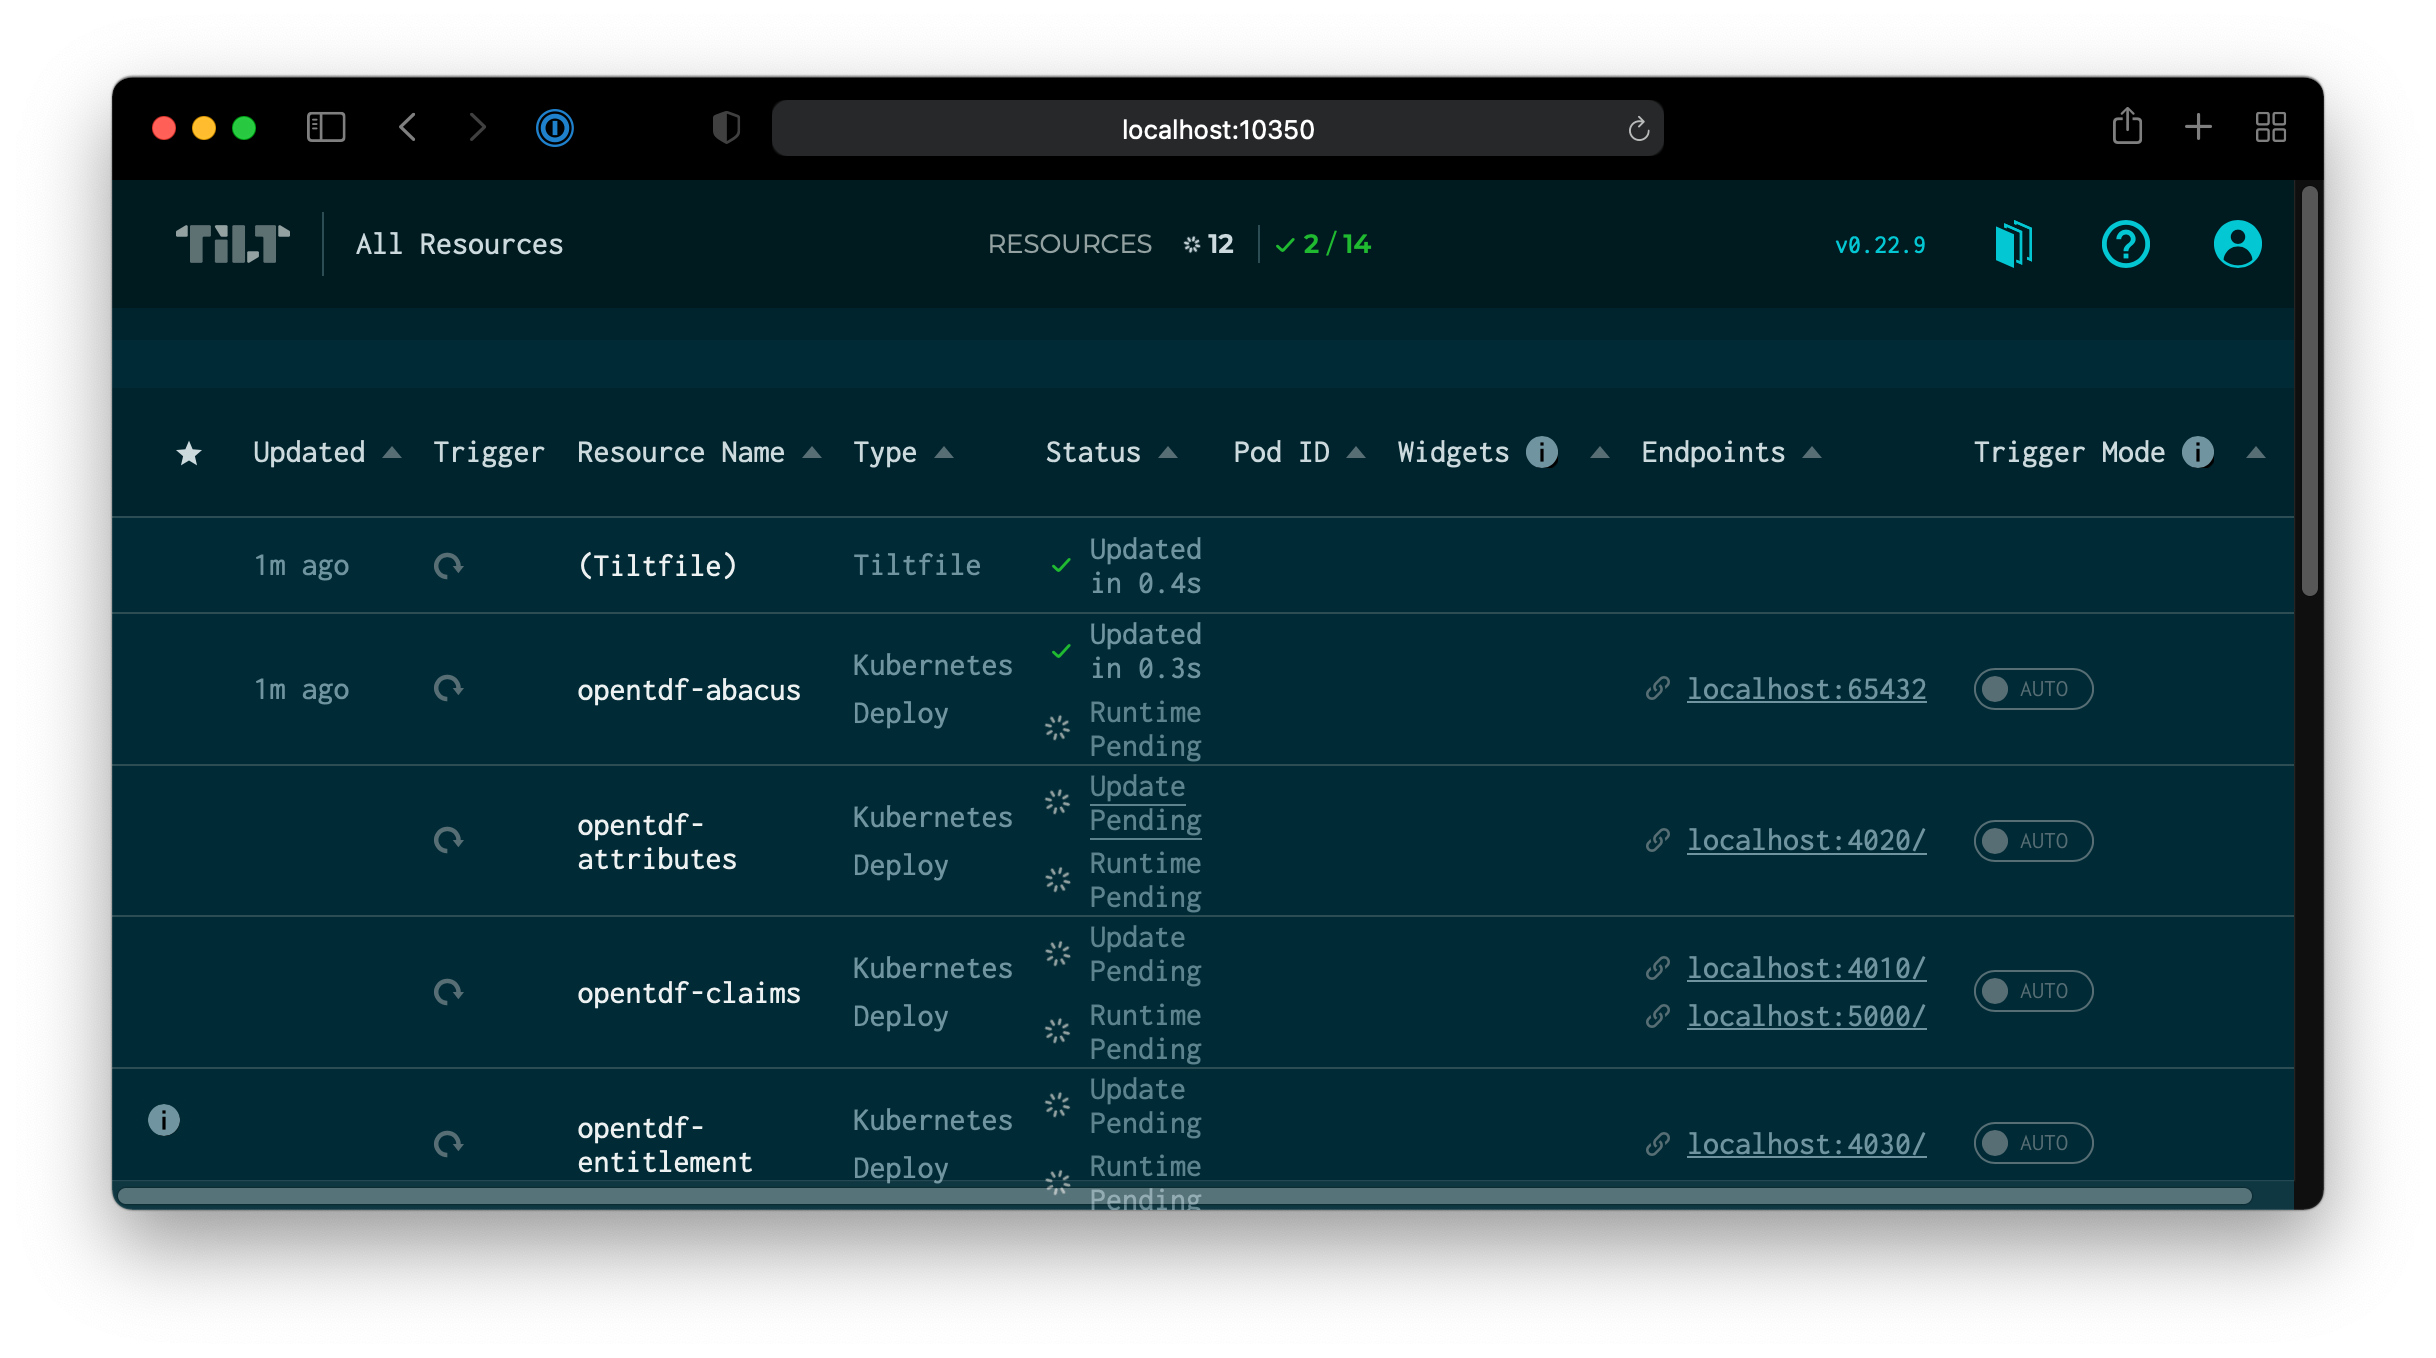 localhost:10350
TILT
All Resources
RESOURCES 12 2 / 14
v0.22.9
Updated Trigger Resource Name Type Status Pod ID Widgets Endpoints Trigger Mode
1m ago (Tiltfile) Tiltfile Updated
in 0.4s
1m ago opentdf-abacus Kubernetes
Deploy
Updated
in 0.3s
Runtime
Pending
localhost:65432 AUTO
opentdf-
attributes
Kubernetes
Deploy
Update
Pending
Runtime
Pending
localhost:4020/ AUTO
opentdf-claims
Kubernetes
Deploy
Update
Pending
Runtime
Pending
localhost:4010/
localhost:5000/
AUTO
opentdf-
entitlement
Kubernetes
Deploy
Update
Pending
Runtime
Pending
localhost:4030/ AUTO